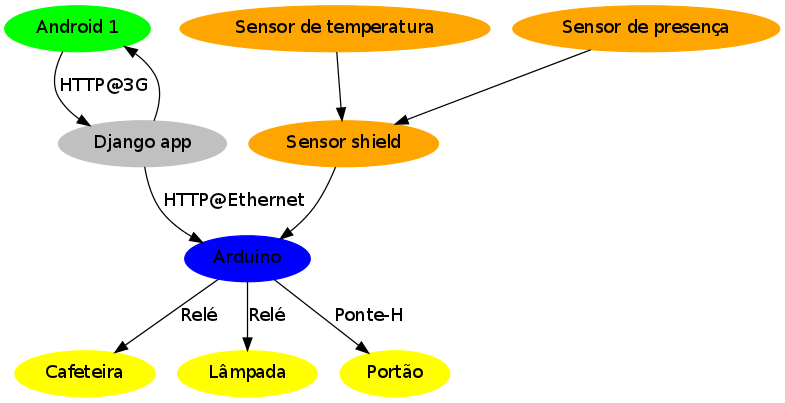 Android 1
Sensor de temperatura
Sensor de presença
HTTP@3G
Django app
Sensor shield
HTTP@Ethernet
Arduino
Relé
Relé
Ponte-H
Cafeteira
Lâmpada
Portão